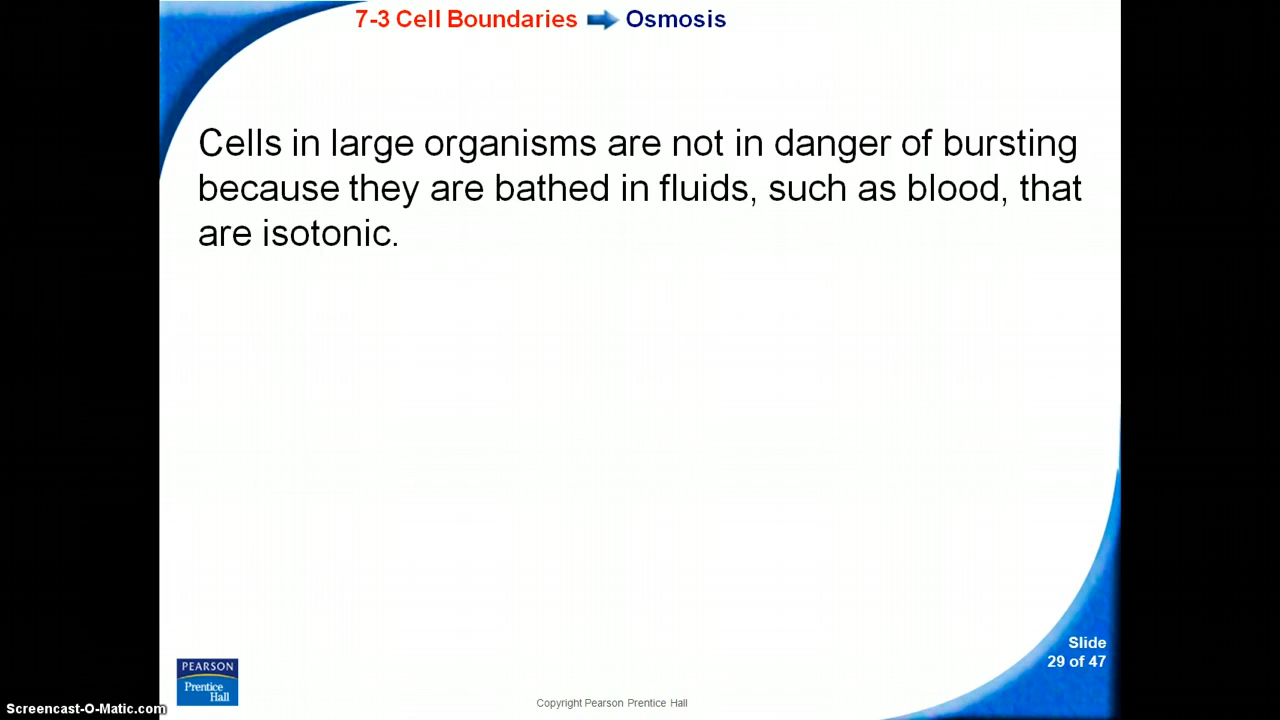 7-3 Cell Boundaries Osmosis
Cells in large organisms are not in danger of bursting
because they are bathed in fluids, such as blood, that
are isotonic.
Slide
29 of 47
PEARSON
Prentice
Hall
Copyright Pearson Prentice Hall
Screencast-O-Matic.com